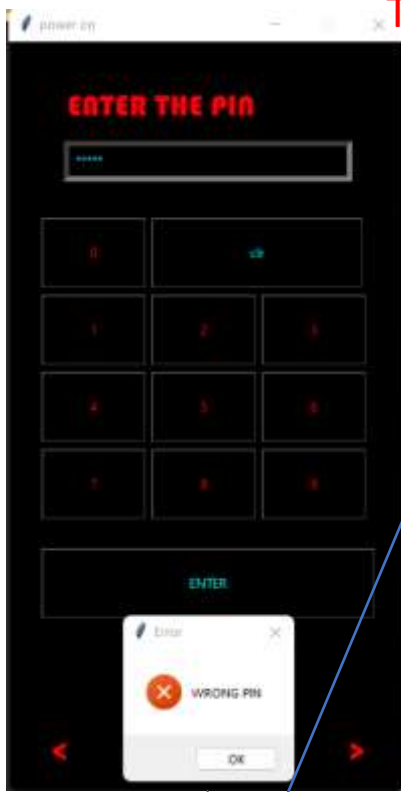 power on
T
ENTER THE PIN
*****
0 clr
1 2 3
4 5 6
7 8 9
ENTER
Error
WRONG PIN
OK
< >